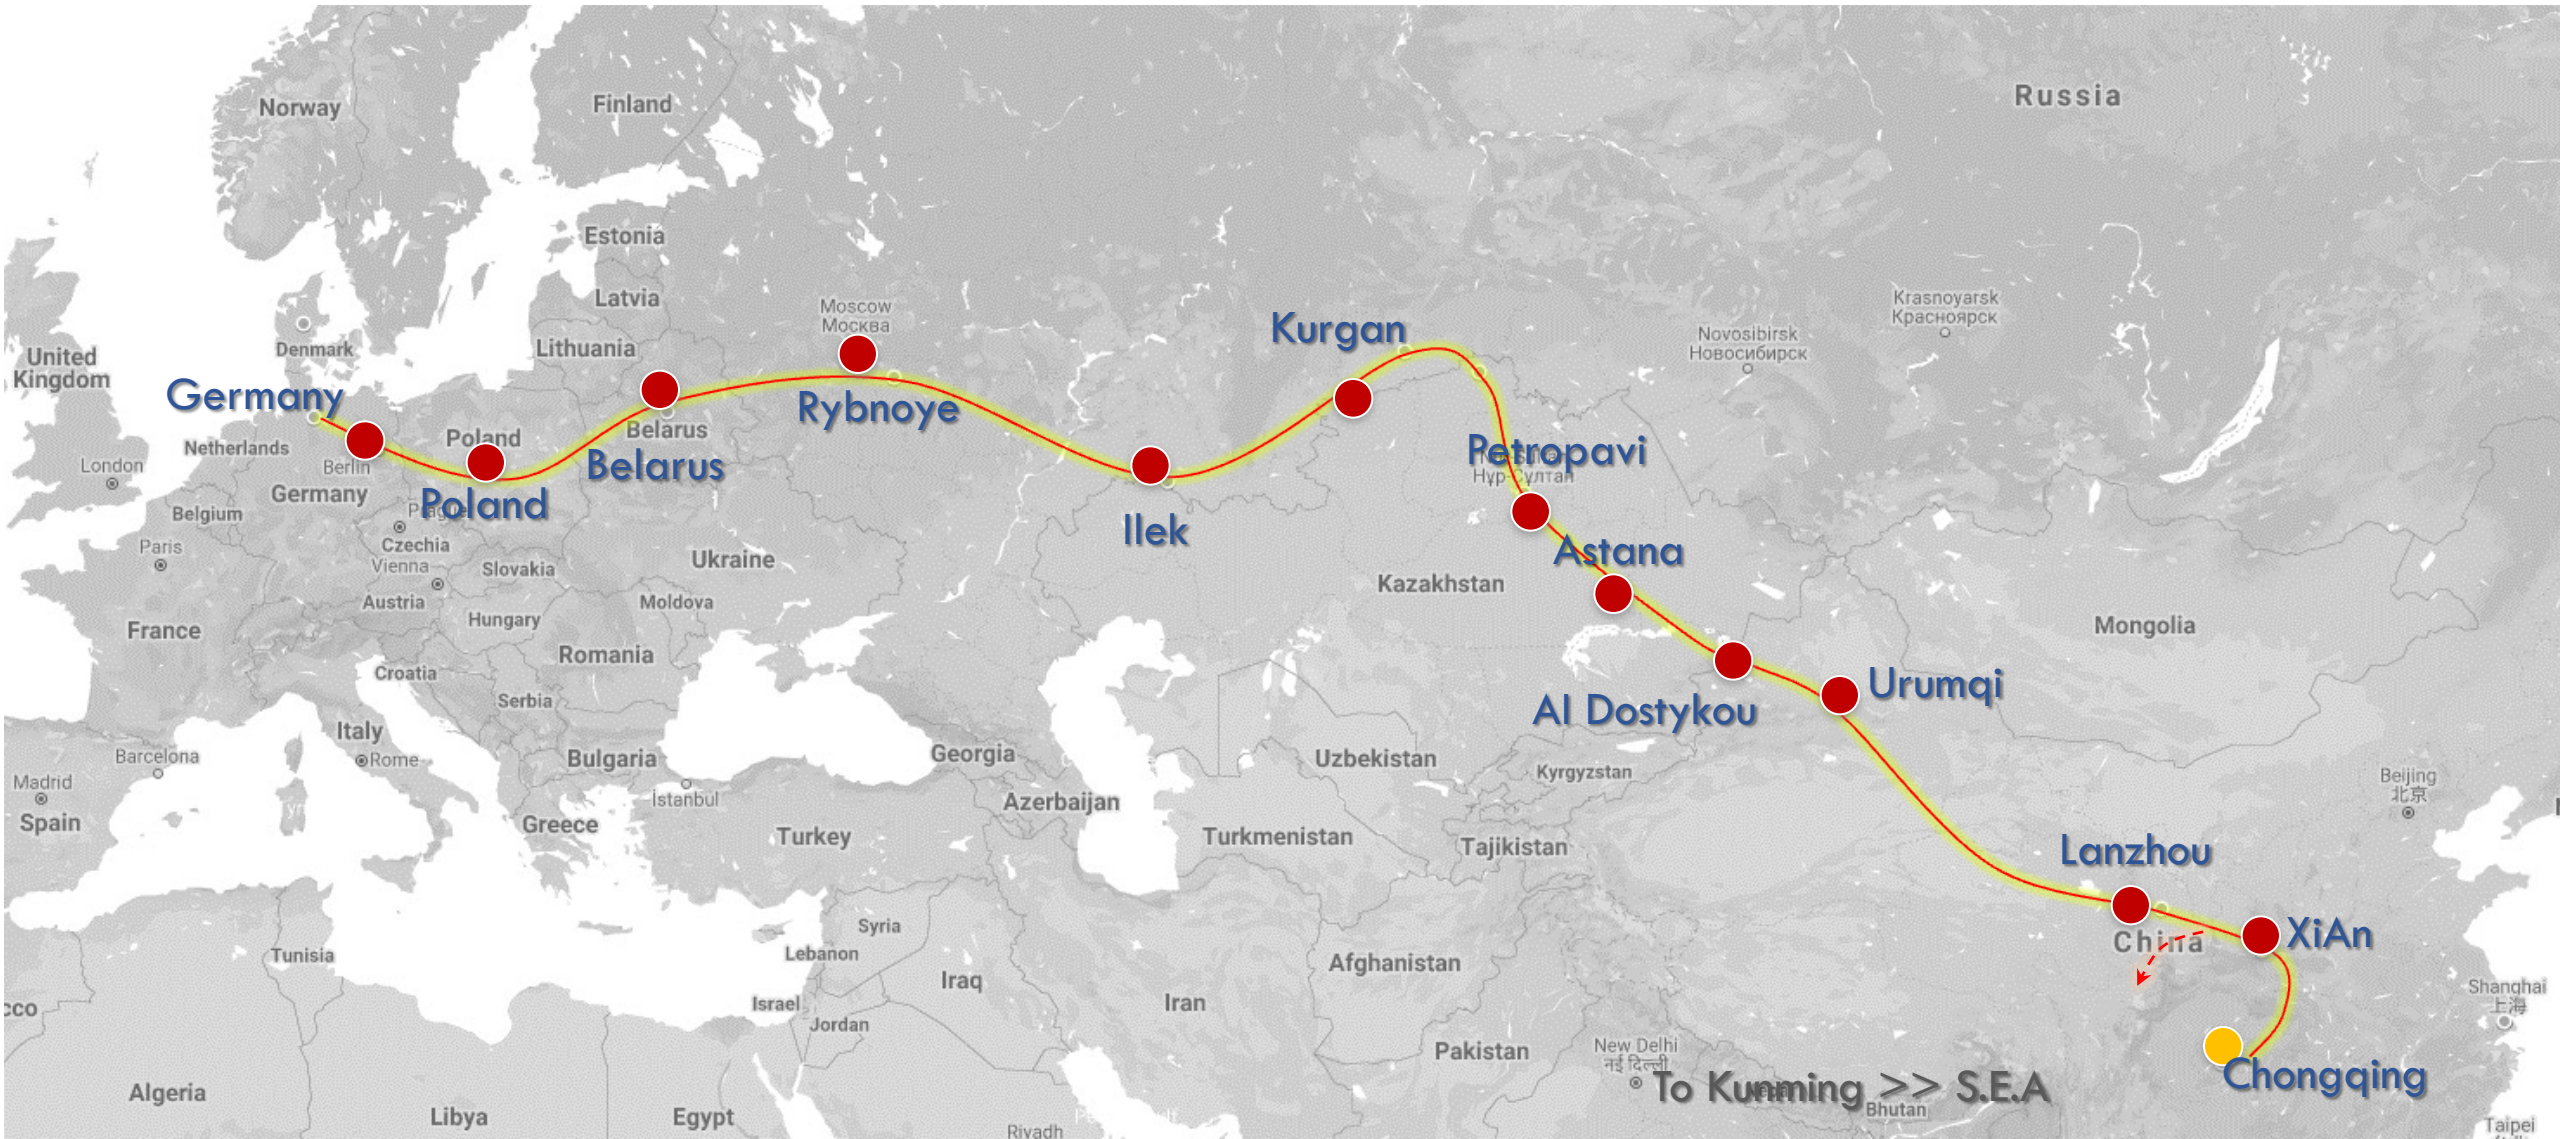 Norway
Finland
Russia
Estonia
Latvia
Moscow
Москва
Krasnoyarsk
Красноярск
Kurgan
Novosibirsk
Новосибирск
Denmark
Lithuania
United
Kingdom
Germany
Rybnoye
Poland
Belarus
Netherlands
Berlin
London
Belarus
Petropavi
Нур-Султан
Germany
Poland
Belgium
Ilek
Paris
Czechia
Vienna
Slovakia
Ukraine
Astana
Kazakhstan
Austria
Hungary
Moldova
France
Mongolia
Romania
Croatia
Serbia
Urumqi
Al Dostykou
Italy
Rome
Barcelona
Bulgaria
Georgia
Uzbekistan
Kyrgyzstan
Madrid
Spain
İstanbul
Azerbaijan
Beijing
北京
Greece
Turkey
Turkmenistan
Tajikistan
Lanzhou
Syria
XiAn
China
Tunisia
Lebanon
Iraq
Afghanistan
Iran
Israel
Jordan
Shanghai
上海
cco
Pakistan
New Delhi
नई दिल्ली
Chongqing
To Kunming >> S.E.A
Algeria
Libya
Egypt
Bhutan
Riyadh
Taipei